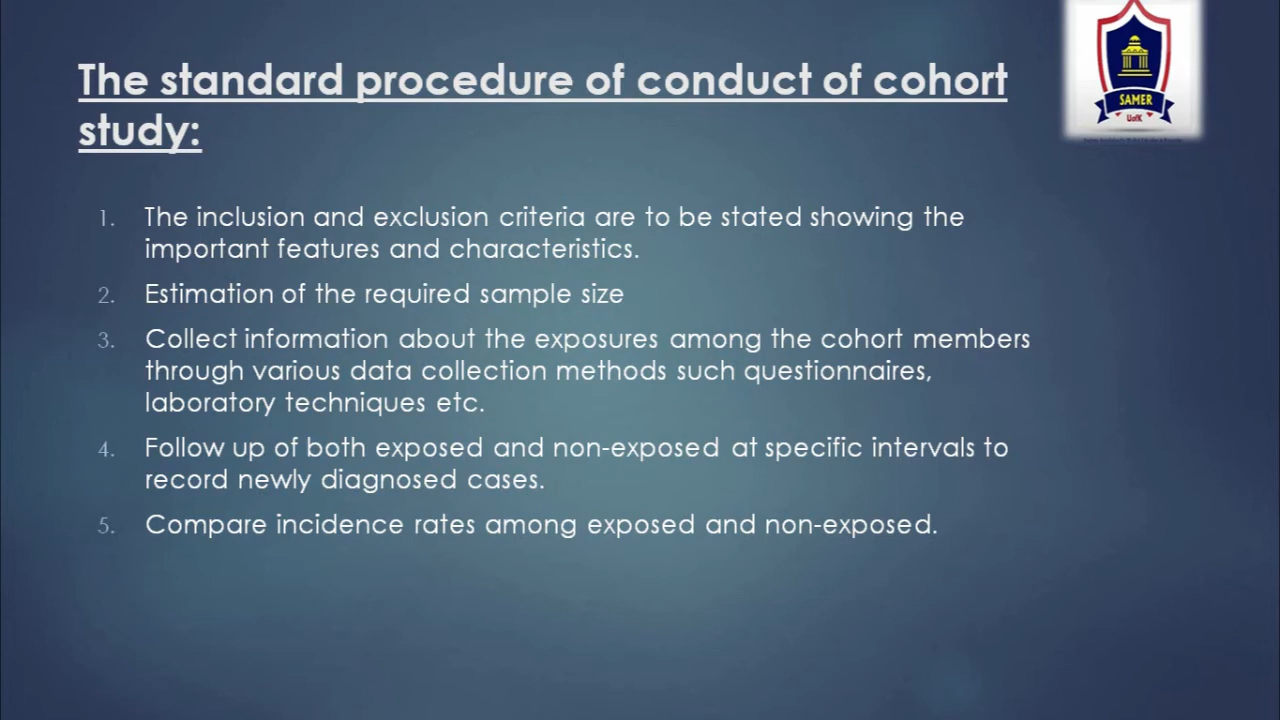 The standard procedure of conduct of cohort
study:
SAMER
UofK
1. The inclusion and exclusion criteria are to be stated showing the
important features and characteristics.
2. Estimation of the required sample size
3. Collect information about the exposures among the cohort members
through various data collection methods such questionnaires,
laboratory techniques etc.
4. Follow up of both exposed and non-exposed at specific intervals to
record newly diagnosed cases.
5. Compare incidence rates among exposed and non-exposed.